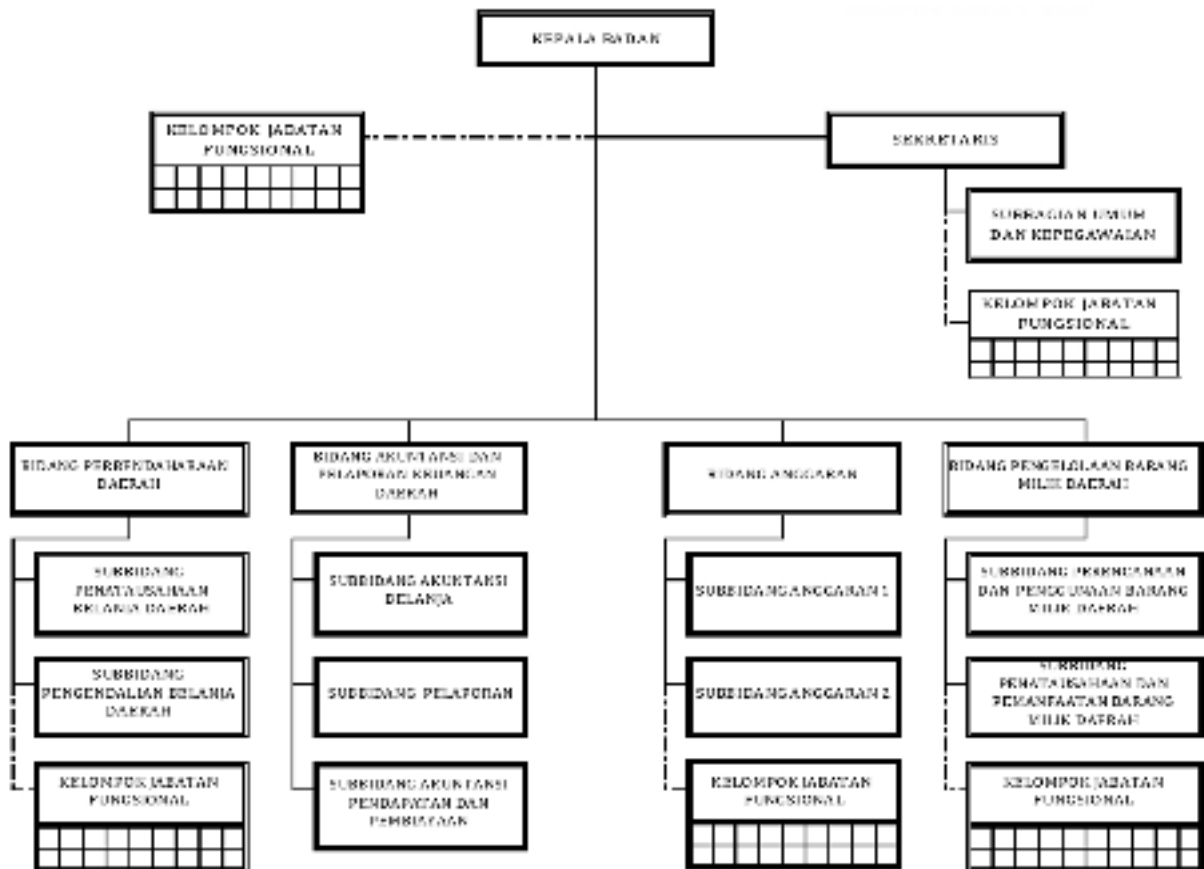 KEPALA BADAN
KELOMPOK JABATAN
FUNGSIONAL
SEKRETARIS
SUBBAGIAN UMUM
DAN KEPEGAWAIAN
KELOMPOK JABATAN
FUNGSIONAL
BIDANG PERBENDAHARAAN
DAERAH
BIDANG AKUNTANSI DAN
PELAPORAN KEUANGAN
DAERAH
BIDANG ANGGARAN
BIDANG PENGELOLAAN BARANG
MILIK DAERAH
SUBBIDANG
PENATAUSAHAAN
BELANJA DAERAH
SUBBIDANG AKUNTANSI
BELANJA
SUBBIDANG ANGGARAN 1
SUBBIDANG PERENCANAAN
DAN PENGGUNAAN BARANG
MILIK DAERAH
SUBBIDANG
PENGENDALIAN BELANJA
DAERAH
SUBBIDANG PELAPORAN
SUBBIDANG ANGGARAN 2
SUBBIDANG
PENATAUSAHAAN DAN
PEMANFAATAN BARANG
MILIK DAERAH
KELOMPOK JABATAN
FUNGSIONAL
SUBBIDANG AKUNTANSI
PENDAPATAN DAN
PEMBIAYAAN
KELOMPOK JABATAN
FUNGSIONAL
KELOMPOK JABATAN
FUNGSIONAL